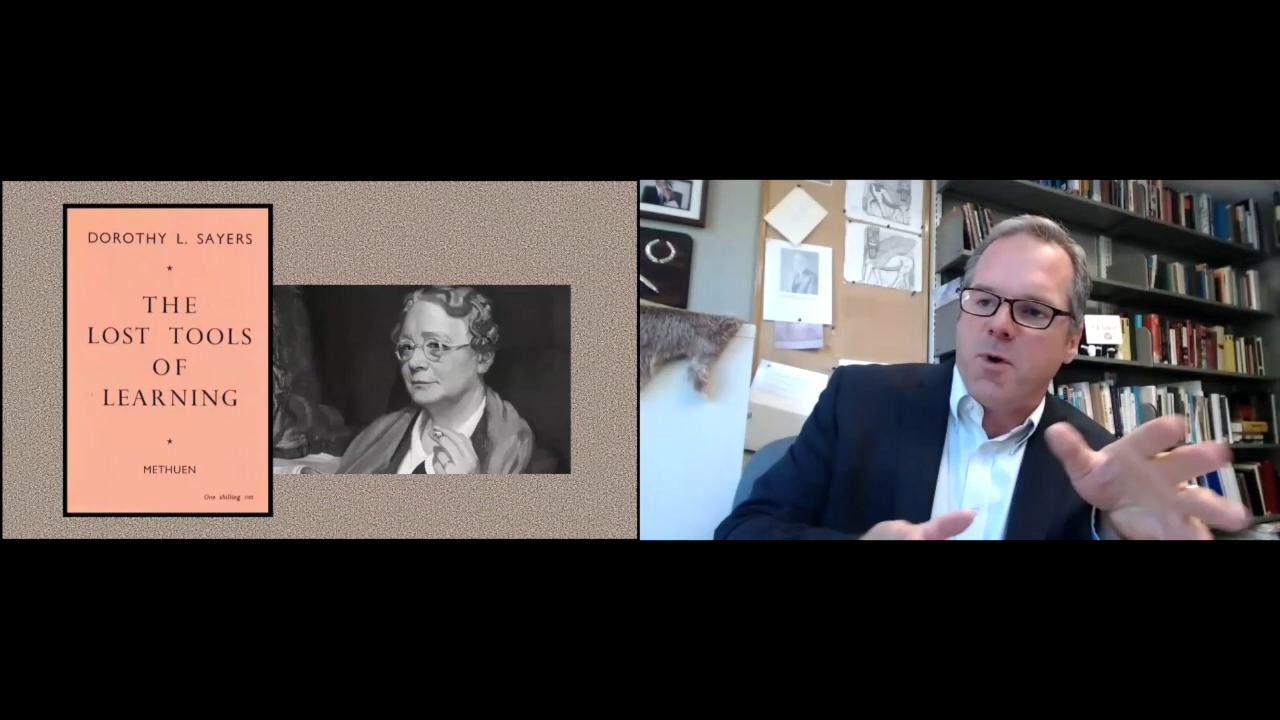 DOROTHY L. SAYERS
THE
LOST TOOLS
OF
LEARNING
METHUEN
One shilling net